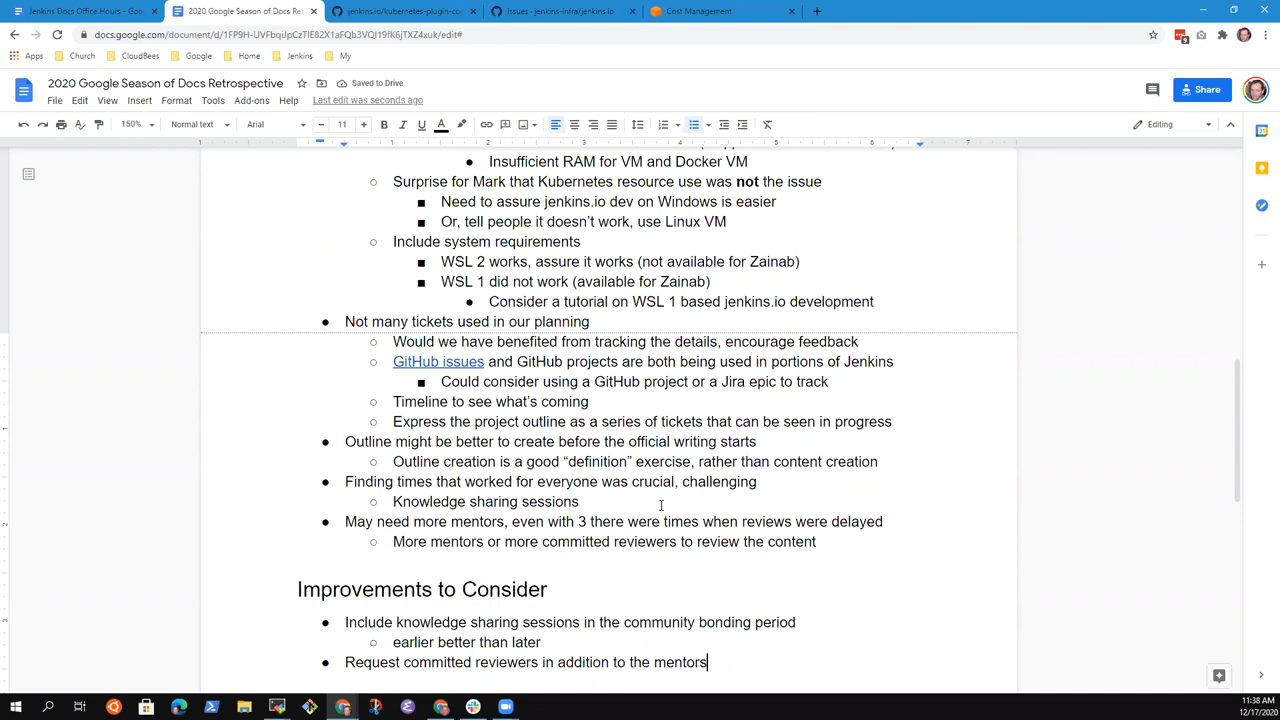 Jenkins Docs Office Hours - Goo
2020 Google Season of Docs Ret
jenkins.io/kubernetes-plugin-co
Issues · jenkins-infra/jenkins.io
Cost Management
docs.google.com/document/d/1FP9H-UVFbqiJpCzTlE82X1aFQb3VQI19fK6jTXZ4xuk/edit#
Apps Church CloudBees Google Home Jenkins My
2020 Google Season of Docs Retrospective Saved to Drive
File Edit View Insert Format Tools Add-ons Help Last edit was seconds ago
Share
150% Normal text Arial 11 Editing
1 1 2 3 4 5 6 7
● Insufficient RAM for VM and Docker VM
○ Surprise for Mark that Kubernetes resource use was not the issue
■ Need to assure jenkins.io dev on Windows is easier
■ Or, tell people it doesn’t work, use Linux VM
○ Include system requirements
■ WSL 2 works, assure it works (not available for Zainab)
■ WSL 1 did not work (available for Zainab)
● Consider a tutorial on WSL 1 based jenkins.io development
● Not many tickets used in our planning
○ Would we have benefited from tracking the details, encourage feedback
○ GitHub issues and GitHub projects are both being used in portions of Jenkins
■ Could consider using a GitHub project or a Jira epic to track
○ Timeline to see what’s coming
○ Express the project outline as a series of tickets that can be seen in progress
● Outline might be better to create before the official writing starts
○ Outline creation is a good “definition” exercise, rather than content creation
● Finding times that worked for everyone was crucial, challenging
○ Knowledge sharing sessions
● May need more mentors, even with 3 there were times when reviews were delayed
○ More mentors or more committed reviewers to review the content
Improvements to Consider
● Include knowledge sharing sessions in the community bonding period
○ earlier better than later
● Request committed reviewers in addition to the mentors
11:38 AM
12/17/2020